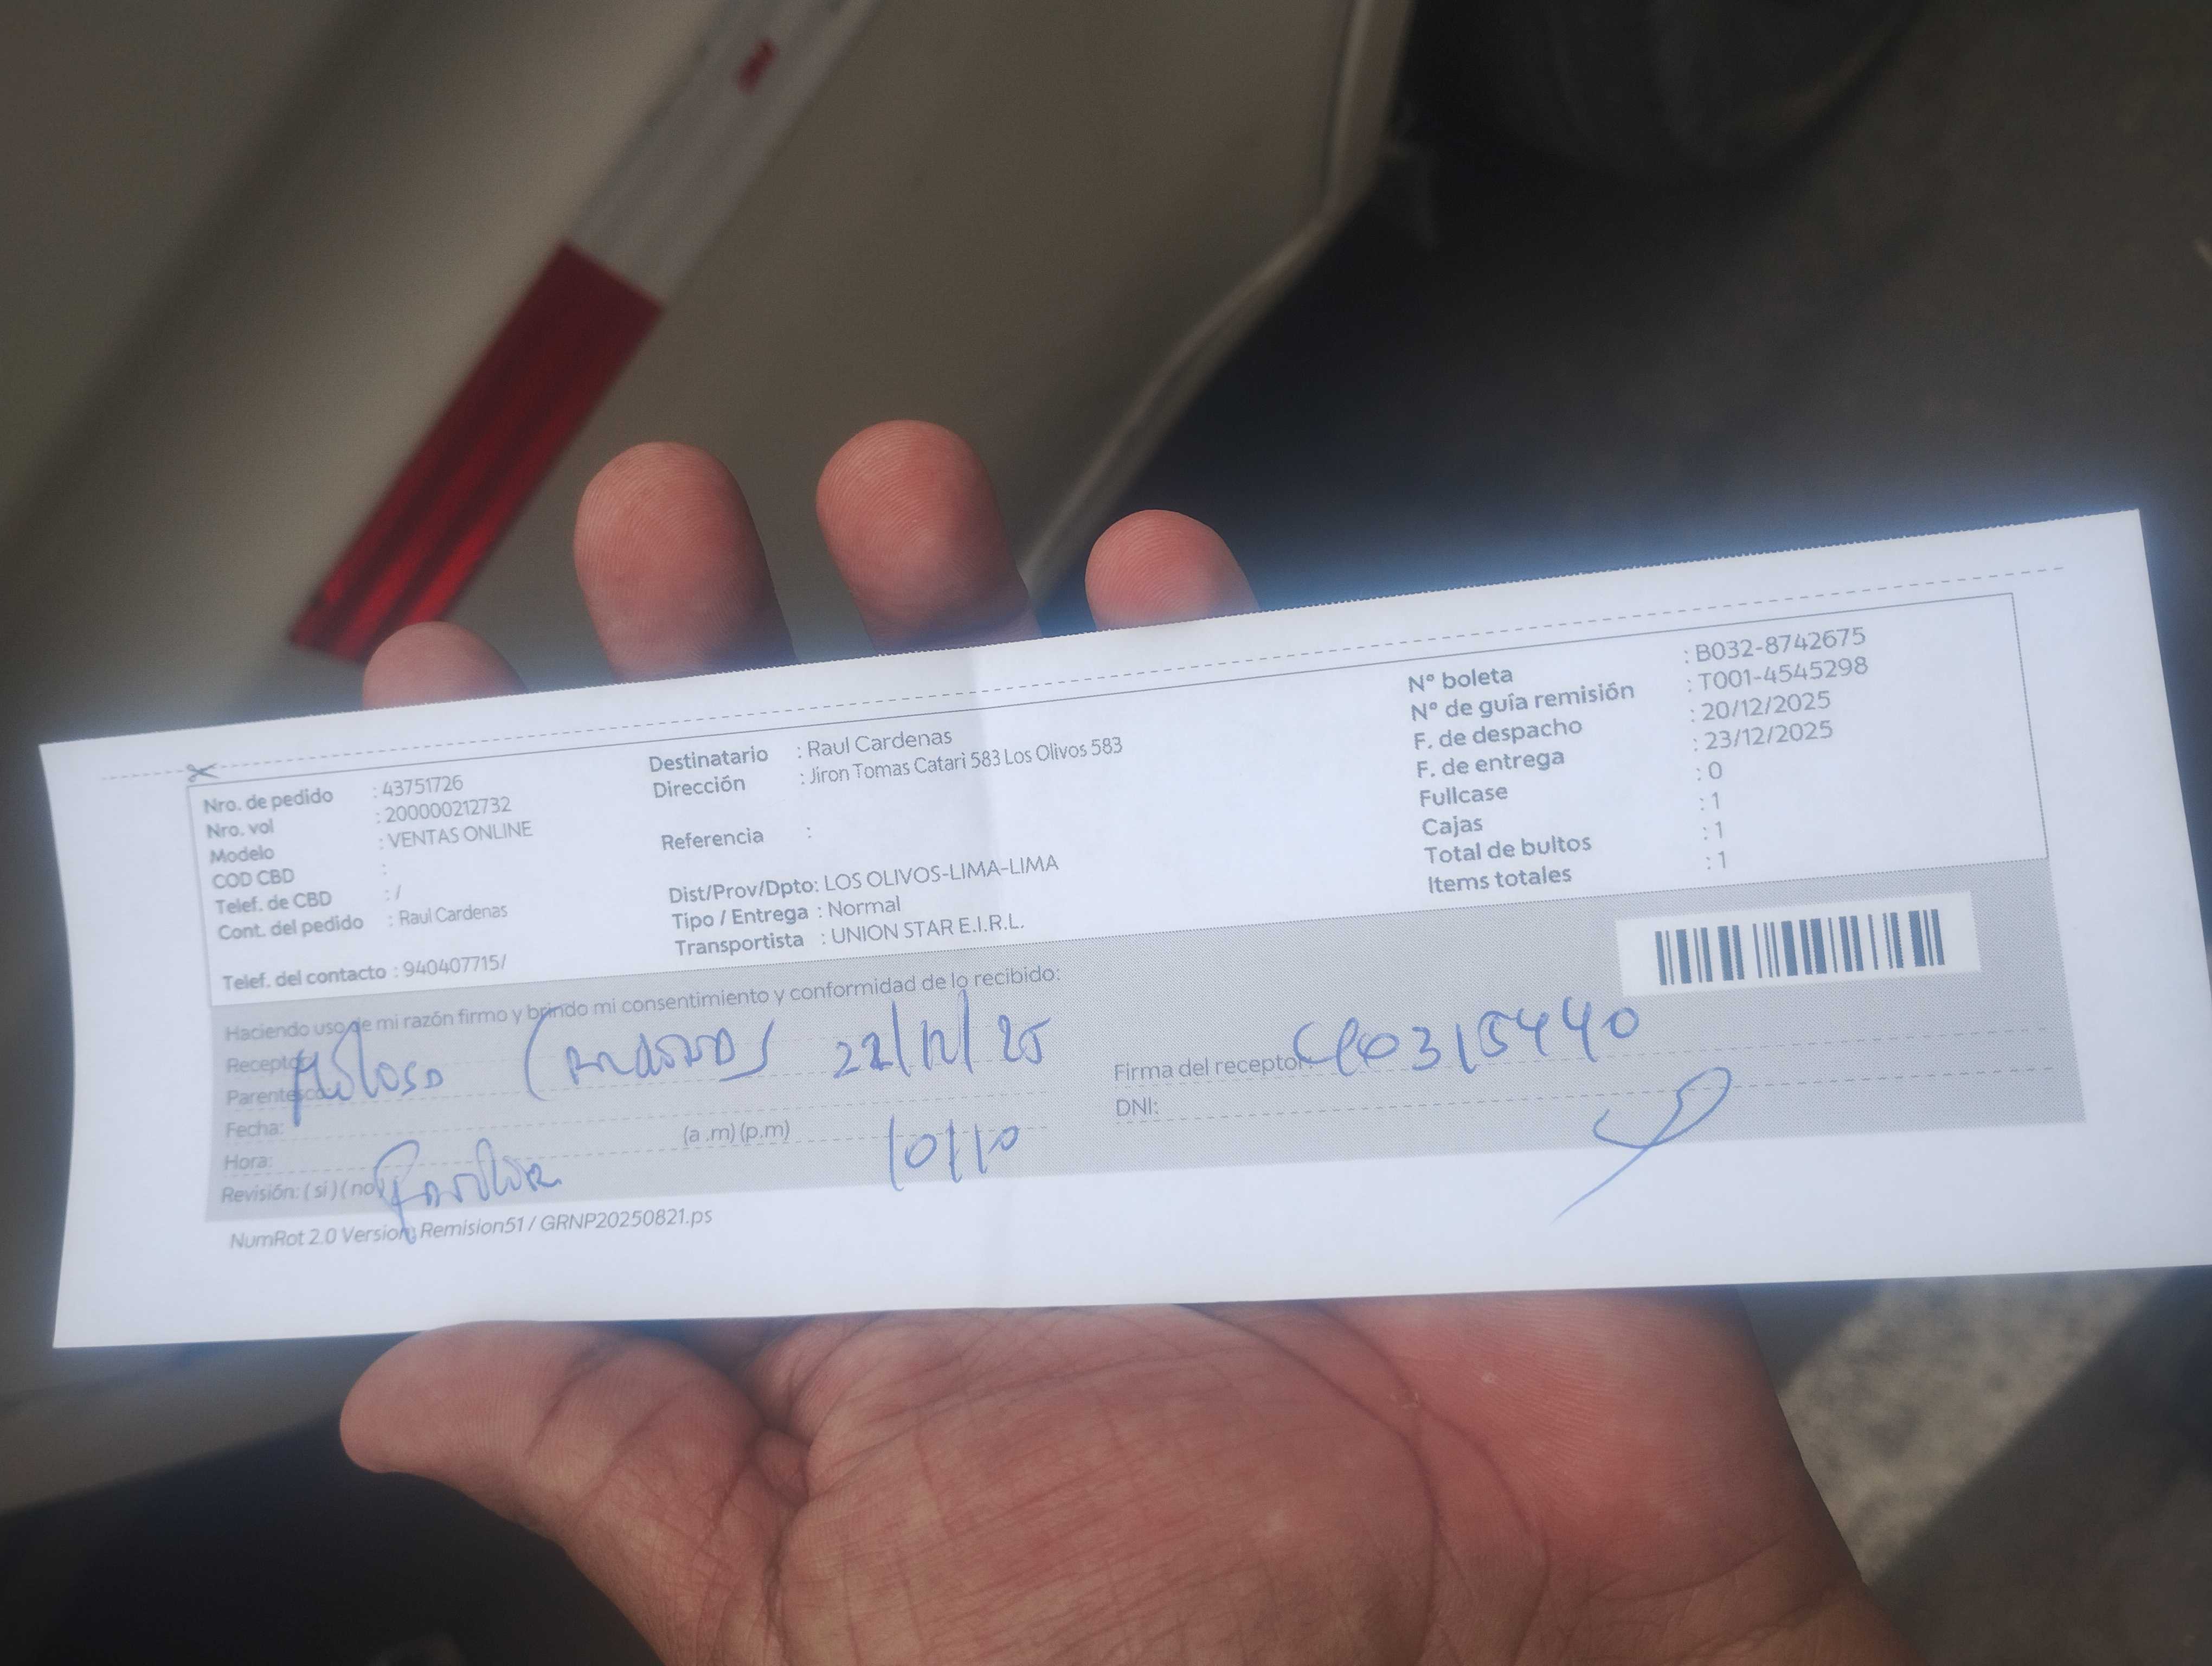 Nro. de pedido : 43751726
Nro. vol : 200000212732
Modelo : VENTAS ONLINE
COD CBD :
Telef. de CBD : /
Cont. del pedido : Raul Cardenas
Telef. del contacto : 940407715/
Destinatario : Raul Cardenas
Dirección : Jiron Tomas Catari 583 Los Olivos 583
Referencia :
Dist/Prov/Dpto: LOS OLIVOS-LIMA-LIMA
Tipo / Entrega : Normal
Transportista : UNION STAR E.I.R.L.
Nº boleta : B032-8742675
Nº de guía remisión : T001-4545298
F. de despacho : 20/12/2025
F. de entrega : 23/12/2025
Fullcase : 0
Cajas : 1
Total de bultos : 1
Items totales : 1
Haciendo uso de mi razón firmo y brindo mi consentimiento y conformidad de lo recibido:
Receptor
Parentesco
22/12/25
Fecha:
Hora: (a .m) (p.m)
10/10
Revisión: ( si ) ( no )
Firma del receptor:
DNI:
NumRot 2.0 Version: Remision51 / GRNP20250821.ps